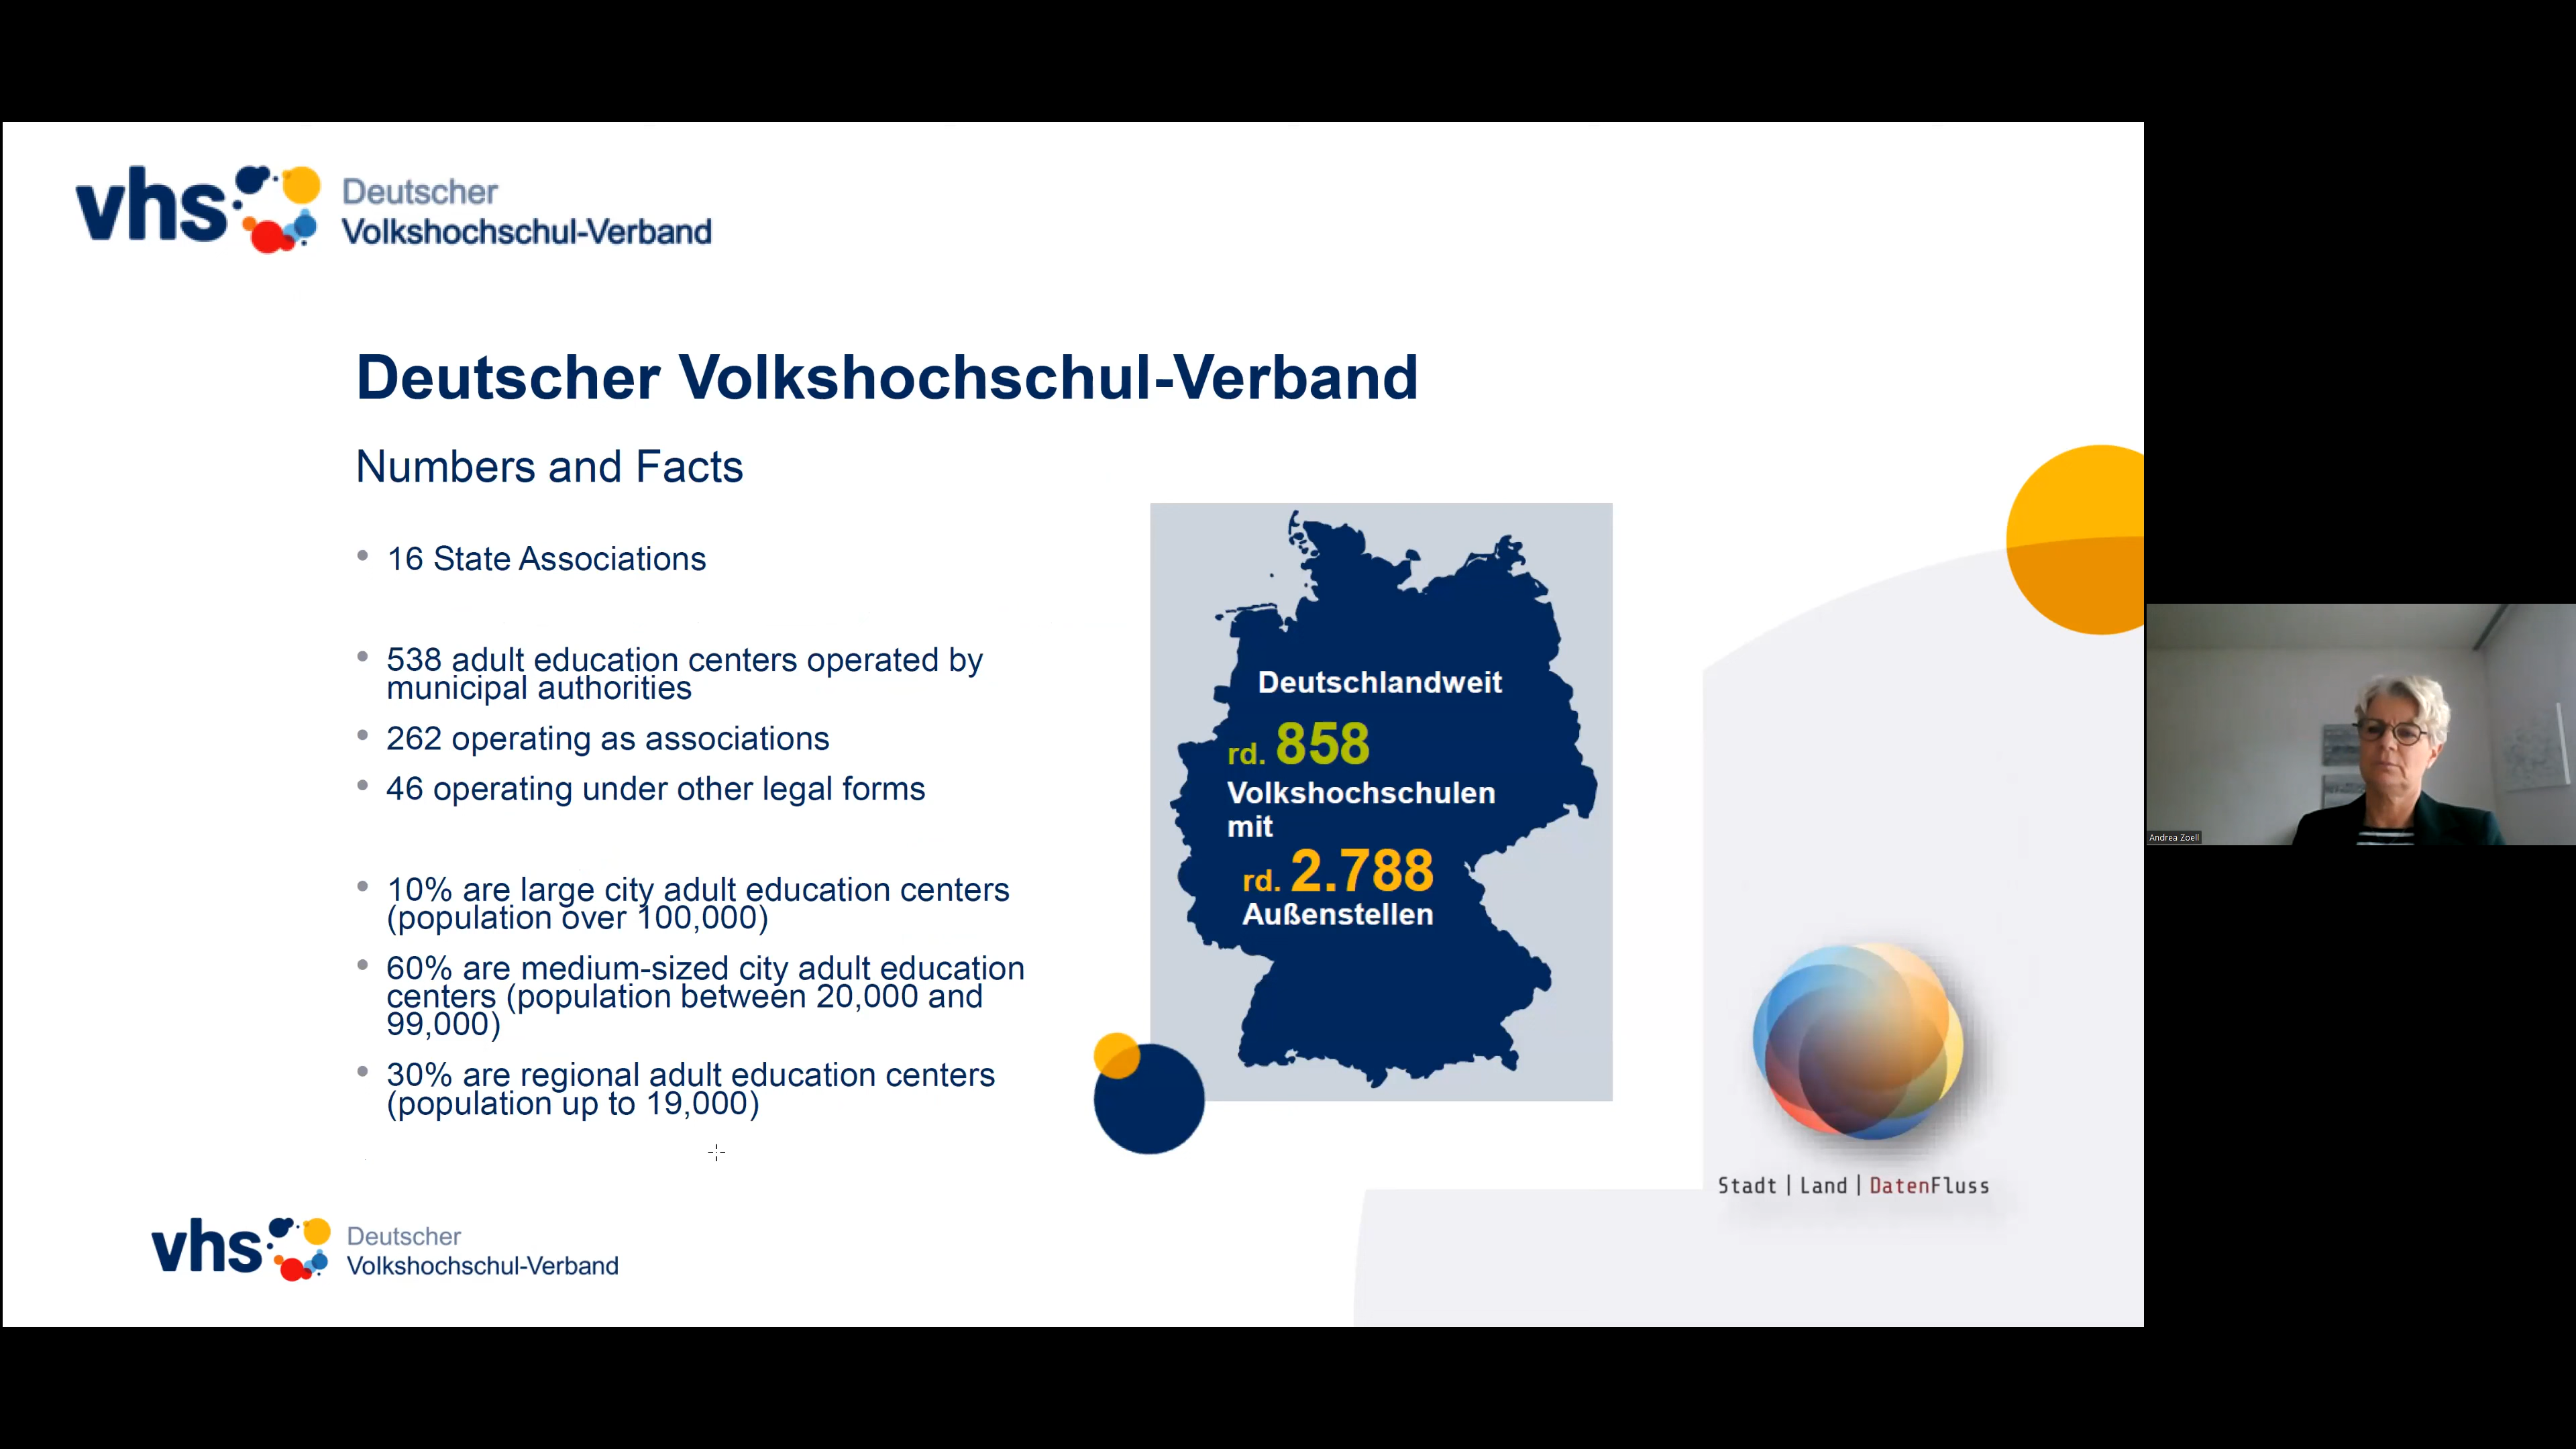 vhs Deutscher
Volkshochschul-Verband
Deutscher Volkshochschul-Verband
Numbers and Facts
16 State Associations
538 adult education centers operated by
municipal authorities
262 operating as associations
46 operating under other legal forms
10% are large city adult education centers
(population over 100,000)
60% are medium-sized city adult education
centers (population between 20,000 and
99,000)
30% are regional adult education centers
(population up to 19,000)
Deutschlandweit
rd. 858
Volkshochschulen
mit
rd. 2.788
Außenstellen
Stadt | Land | DatenFluss
vhs Deutscher
Volkshochschul-Verband
Andrea Zoell